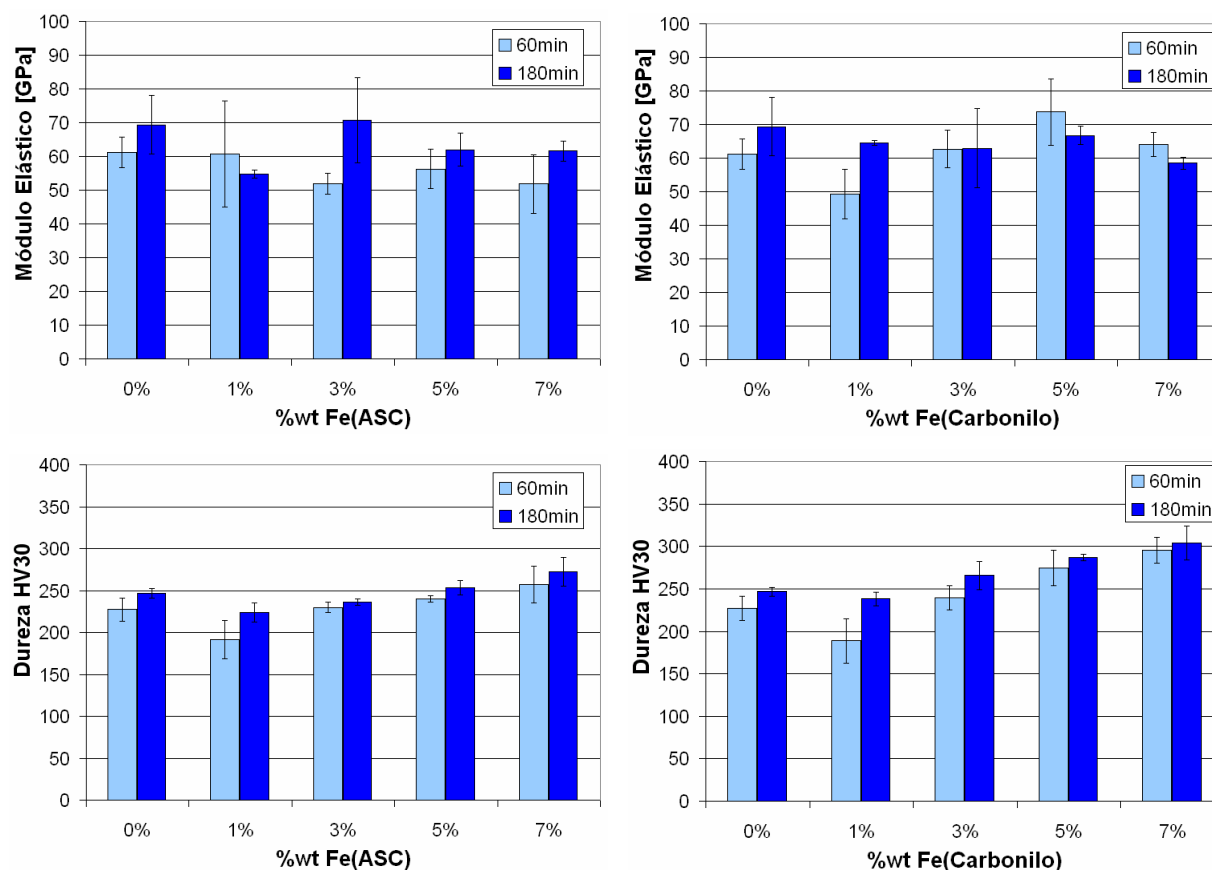 Módulo Elástico [GPa]
100
90
80
70
60
50
40
30
20
10
0
60min
180min
0% 1% 3% 5% 7%
%wt Fe(ASC)
Módulo Elástico [GPa]
100
90
80
70
60
50
40
30
20
10
0
60min
180min
0% 1% 3% 5% 7%
%wt Fe(Carbonilo)
Dureza HV30
400
350
300
250
200
150
100
50
0
60min
180min
0% 1% 3% 5% 7%
%wt Fe(ASC)
Dureza HV30
400
350
300
250
200
150
100
50
0
60min
180min
0% 1% 3% 5% 7%
%wt Fe(Carbonilo)